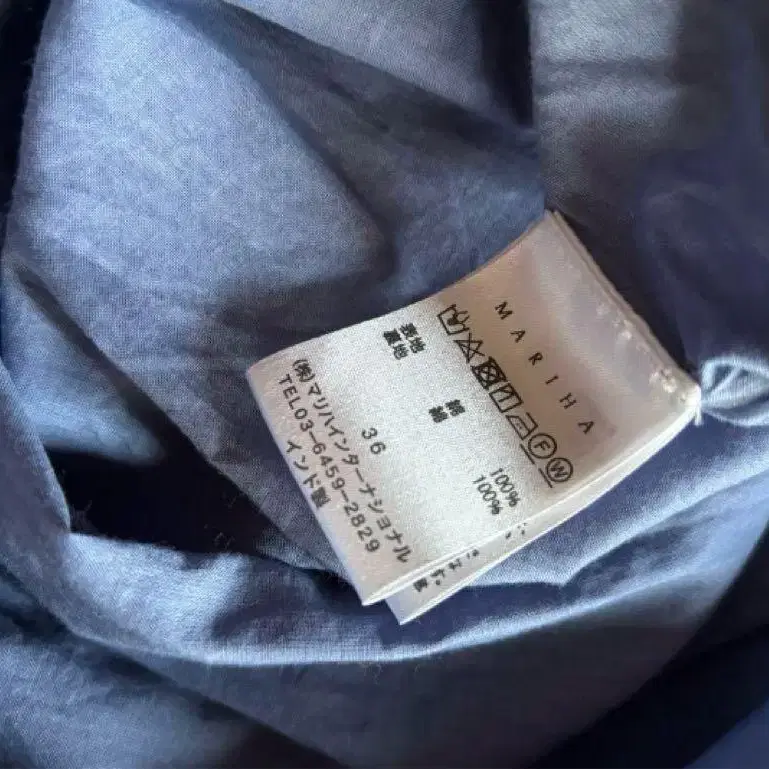 MARIHA
F W
表地 綿 100%
裏地 綿 100%
36
(株)マリハインターナショナル
TEL03-6459-2829
インド製